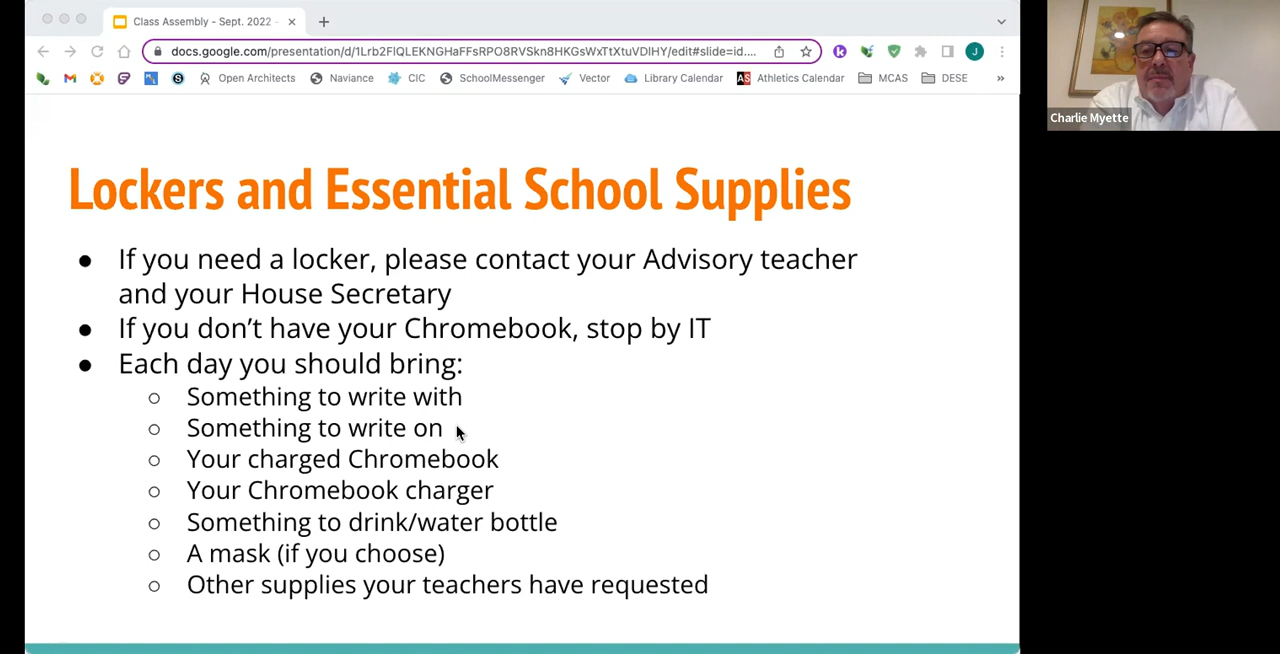 Class Assembly - Sept. 2022 -
docs.google.com/presentation/d/1Lrb2FlQLEKNGHaFFsRPO8RVSkn8HKGsWxTtXtuVDlHY/edit#slide=id....
J
Open Architects
Naviance
CIC
SchoolMessenger
Vector
Library Calendar
AS
Athletics Calendar
MCAS
DESE
»
Charlie Myette
Lockers and Essential School Supplies
● If you need a locker, please contact your Advisory teacher
and your House Secretary
● If you don’t have your Chromebook, stop by IT
● Each day you should bring:
○ Something to write with
○ Something to write on
○ Your charged Chromebook
○ Your Chromebook charger
○ Something to drink/water bottle
○ A mask (if you choose)
○ Other supplies your teachers have requested